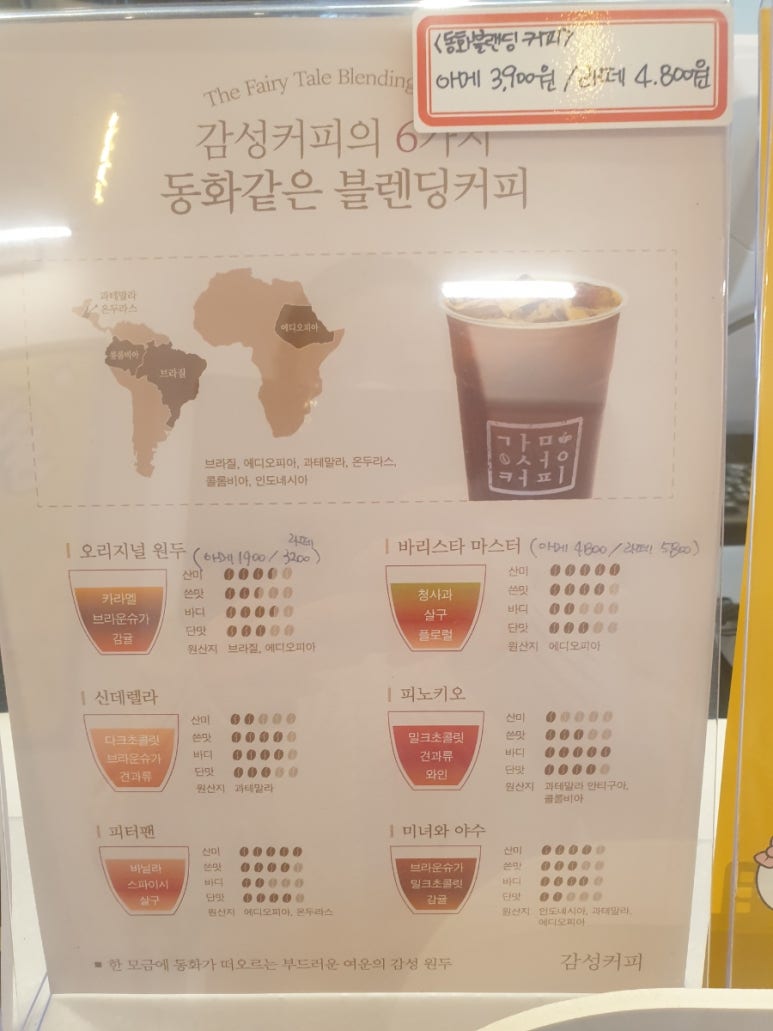 <동화블랜딩 커피>
아메 3,900원 / 라떼 4.800원
The Fairy Tale Blending
감성커피의 6가지
동화같은 블렌딩커피
과테말라
온두라스
콜롬비아
브라질
에디오피아
브라질, 에디오피아, 과테말라, 온두라스,
콜롬비아, 인도네시아
감성커피
오리지널 원두 (아메 1900 / 라떼 3200)
카라멜
브라운슈가
감귤
산미
쓴맛
바디
단맛
원산지 브라질, 에디오피아
바리스타 마스터 (아메 4800 / 라떼 5800)
청사과
살구
플로럴
산미
쓴맛
바디
단맛
원산지 에디오피아
신데렐라
다크초콜릿
브라운슈가
견과류
산미
쓴맛
바디
단맛
원산지 과테말라
피노키오
밀크초콜릿
견과류
와인
산미
쓴맛
바디
단맛
원산지 과테말라 안티구아,
콜롬비아
피터팬
바닐라
스파이시
살구
산미
쓴맛
바디
단맛
원산지 에디오피아, 온두라스
미녀와 야수
브라운슈가
밀크초콜릿
감귤
산미
쓴맛
바디
단맛
원산지 인도네시아, 과테말라,
에디오피아
▪ 한 모금에 동화가 떠오르는 부드러운 여운의 감성 원두
감성커피